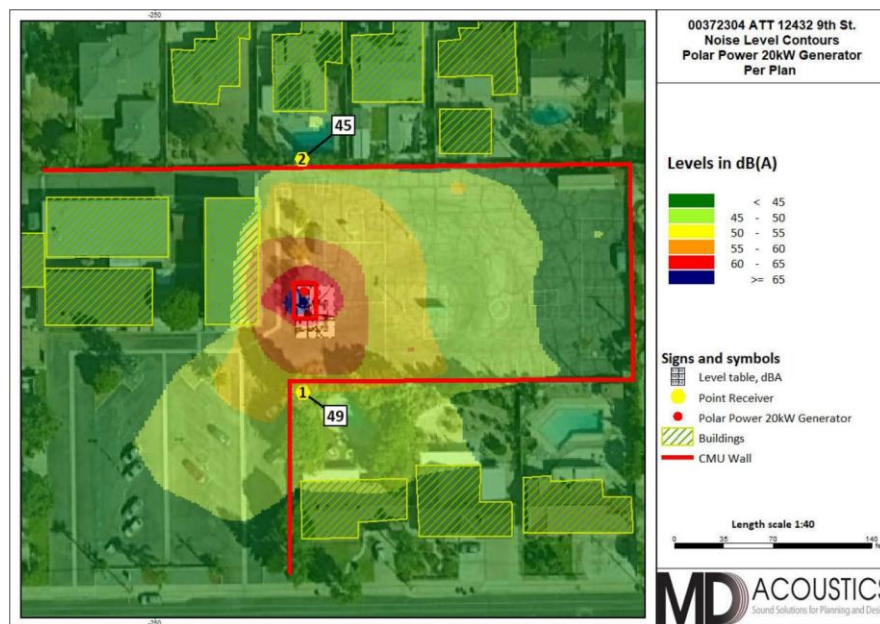 -250
00372304 ATT 12432 9th St.
Noise Level Contours
Polar Power 20kW Generator
Per Plan
45
2
1
49
Levels in dB(A)
< 45
45 - 50
50 - 55
55 - 60
60 - 65
>= 65
Signs and symbols
Level table, dBA
Point Receiver
Polar Power 20kW Generator
Buildings
CMU Wall
Length scale 1:40
0 35 70 140
-250
MD ACOUSTICS
Sound Solutions for Planning and Desi